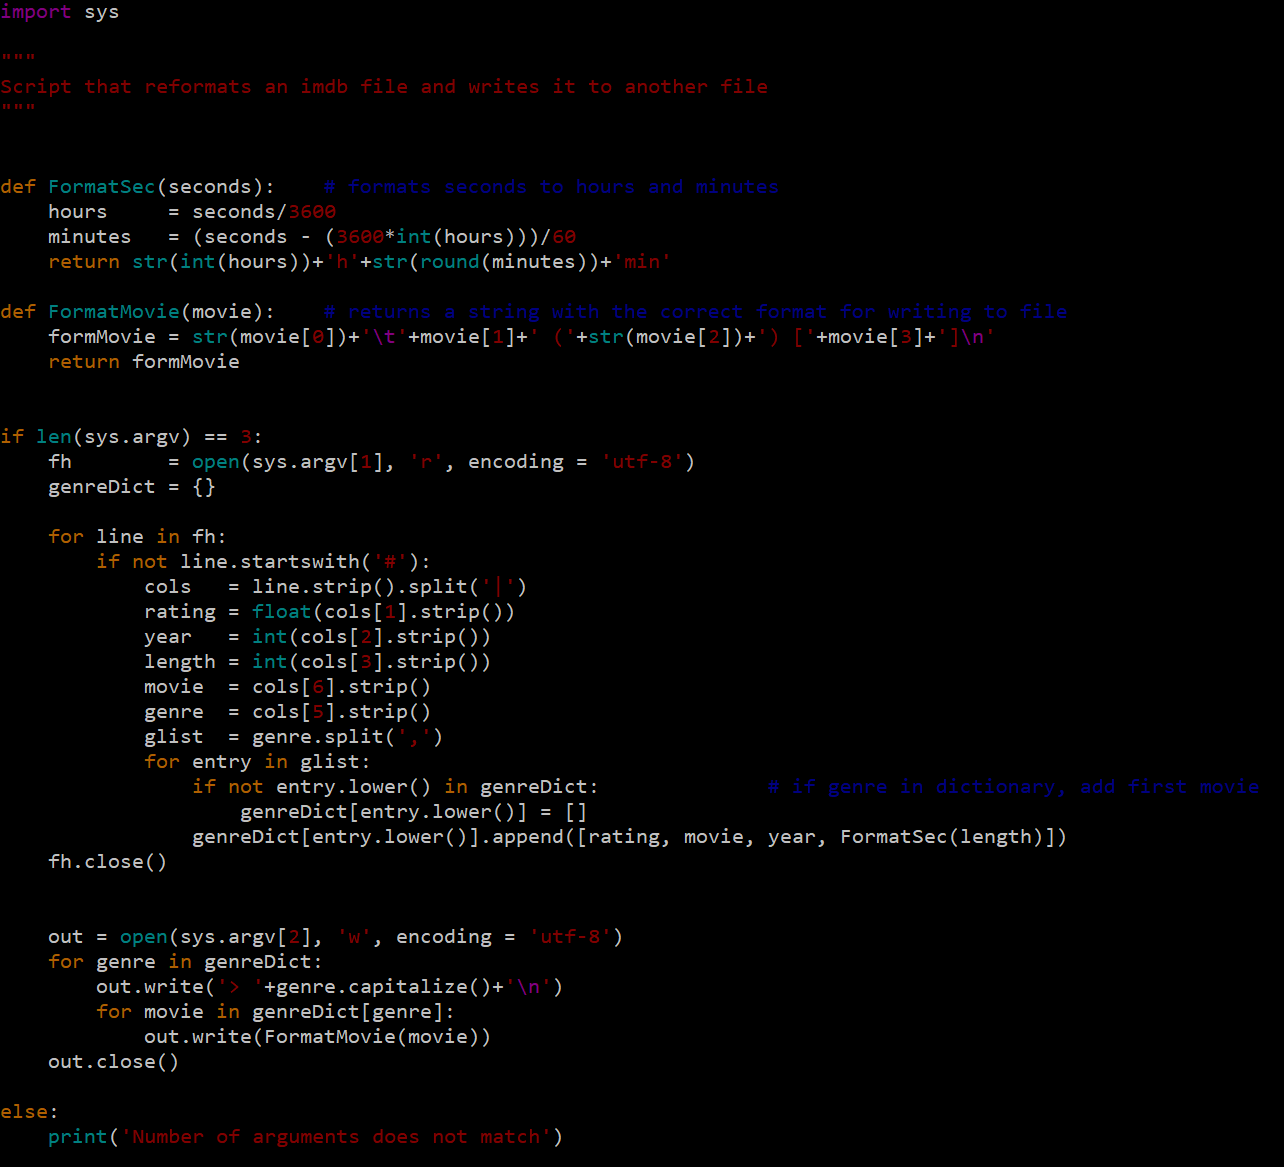 import sys

"""
Script that reformats an imdb file and writes it to another file
"""

def FormatSec(seconds):    # formats seconds to hours and minutes
    hours     = seconds/3600
    minutes   = (seconds - (3600*int(hours)))/60
    return str(int(hours))+'h'+str(round(minutes))+'min'

def FormatMovie(movie):    # returns a string with the correct format for writing to file
    formMovie = str(movie[0])+'\t'+movie[1]+' ('+str(movie[2])+') ['+movie[3]+']\n'
    return formMovie

if len(sys.argv) == 3:
    fh        = open(sys.argv[1], 'r', encoding = 'utf-8')
    genreDict = {}

    for line in fh:
        if not line.startswith('#'):
            cols   = line.strip().split('|')
            rating = float(cols[1].strip())
            year   = int(cols[2].strip())
            length = int(cols[3].strip())
            movie  = cols[6].strip()
            genre  = cols[5].strip()
            glist  = genre.split(',')
            for entry in glist:
                if not entry.lower() in genreDict:              # if genre in dictionary, add first movie
                    genreDict[entry.lower()] = []
                genreDict[entry.lower()].append([rating, movie, year, FormatSec(length)])
    fh.close()

    out = open(sys.argv[2], 'w', encoding = 'utf-8')
    for genre in genreDict:
        out.write('> '+genre.capitalize()+'\n')
        for movie in genreDict[genre]:
            out.write(FormatMovie(movie))
    out.close()

else:
    print('Number of arguments does not match')